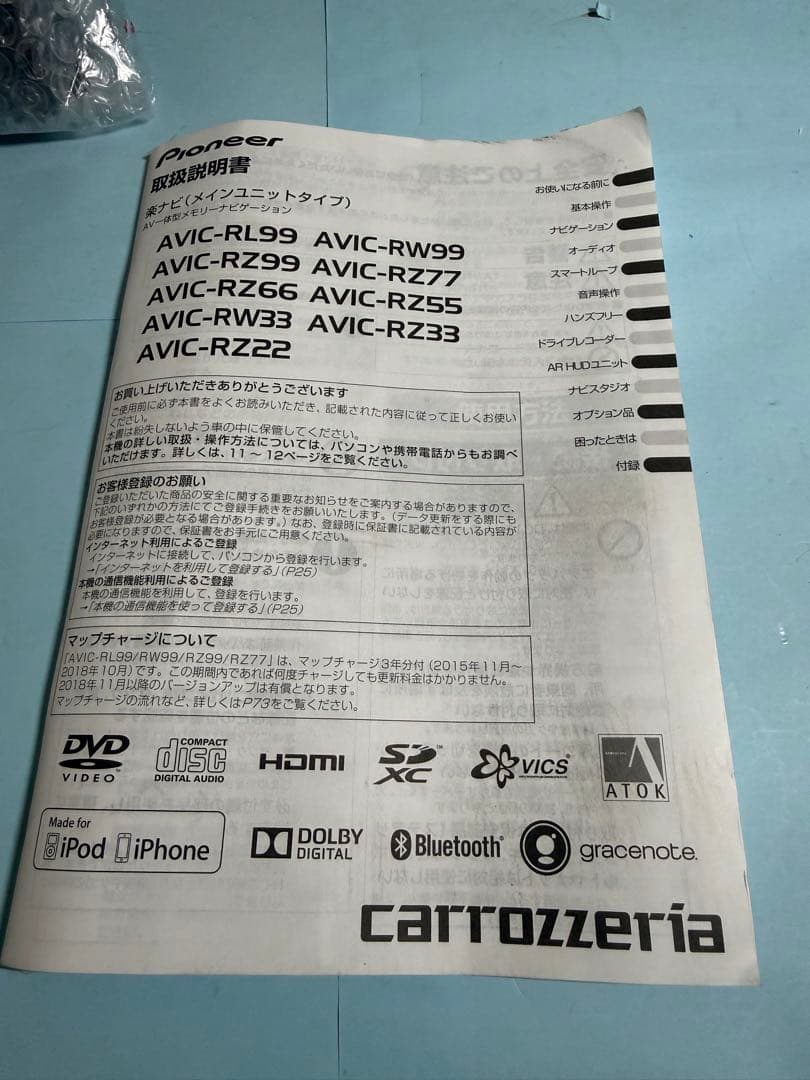 Pioneer
取扱説明書
楽ナビ(メインユニットタイプ)
AV一体型メモリーナビゲーション
AVIC-RL99 AVIC-RW99
AVIC-RZ99 AVIC-RZ77
AVIC-RZ66 AVIC-RZ55
AVIC-RW33 AVIC-RZ33
AVIC-RZ22
お使いになる前に
基本操作
ナビゲーション
オーディオ
スマートループ
音声操作
ハンズフリー
ドライブレコーダー
AR HUDユニット
ナビスタジオ
オプション品
困ったときは
付録
お買い上げいただきありがとうございます
ご使用前に必ず本書をよくお読みいただき、記載された内容に従って正しくお使い
ください。
本書は紛失しないよう車の中に保管してください。
本機の詳しい取扱・操作方法については、パソコンや携帯電話からもお調べ
いただけます。詳しくは、11 ～ 12ページをご覧ください。
お客様登録のお願い
ご登録いただいた商品の安全に関する重要なお知らせをご案内する場合がありますので、
下記のいずれかの方法にてご登録手続きをお願いいたします。(データ更新をする際にも
お客様登録が必要となる場合があります。)なお、登録時に保証書に記載されている内容が
必要になりますので、保証書をお手元にご用意ください。
インターネット利用によるご登録
インターネットに接続して、パソコンから登録を行います。
→「インターネットを利用して登録する」(P25)
本機の通信機能利用によるご登録
本機の通信機能を利用して、登録を行います。
→「本機の通信機能を使って登録する」(P25)
マップチャージについて
「AVIC-RL99/RW99/RZ99/RZ77」は、マップチャージ3年分付(2015年11月～
2018年10月)です。この期間内であれば何度チャージしても更新料金はかかりません。
2018年11月以降のバージョンアップは有償となります。
マップチャージの流れなど、詳しくはP73をご覧ください。
DVD
VIDEO
COMPACT
disc
DIGITAL AUDIO
HDMI
SD
XC
VICS
ATOK
Made for
iPod iPhone
DOLBY
DIGITAL
Bluetooth
gracenote.
carrozzeria